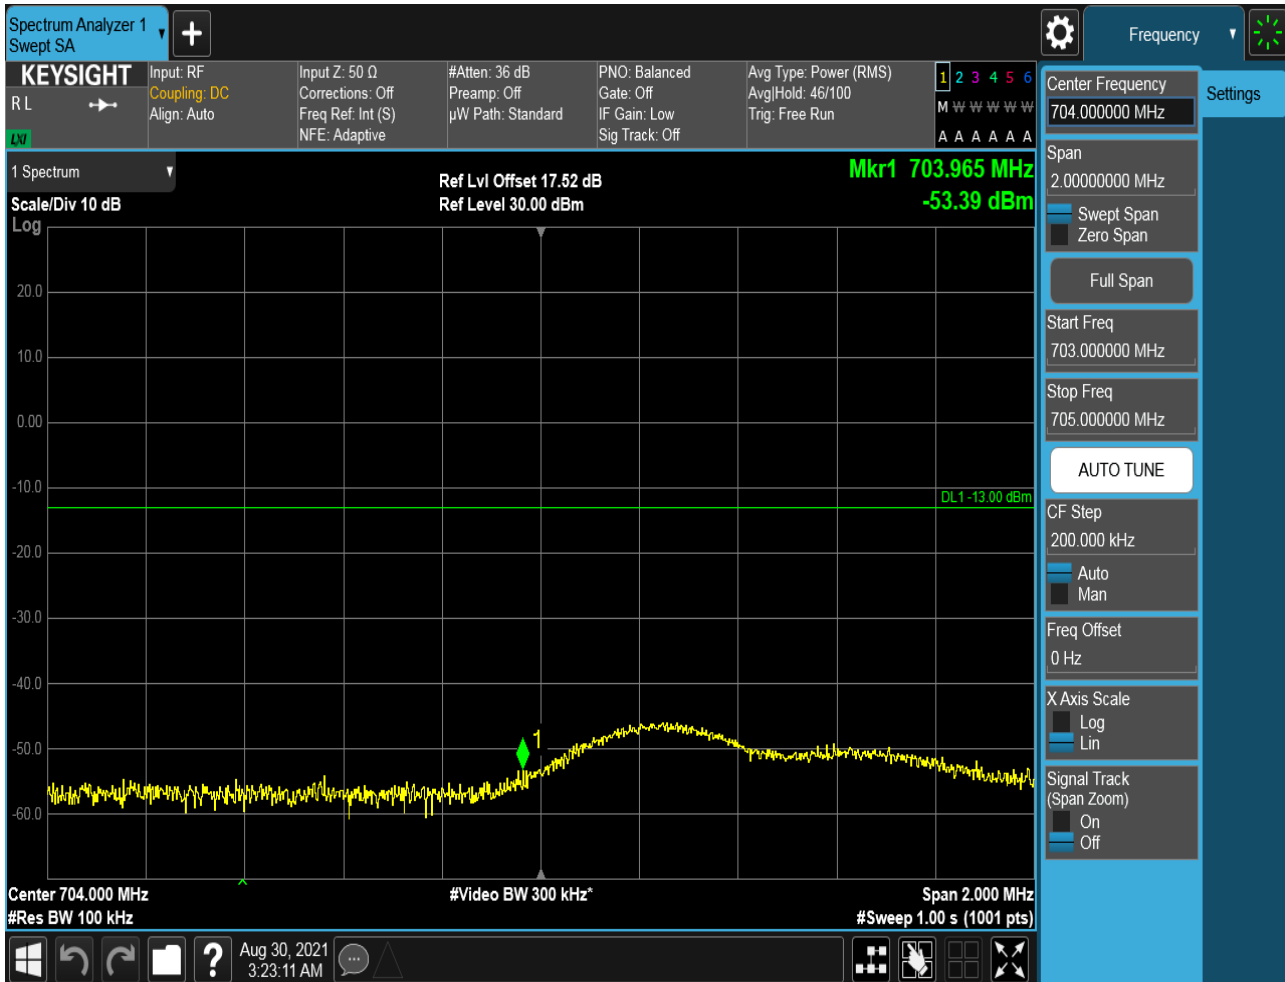 Spectrum Analyzer 1
Swept SA
Frequency
KEYSIGHT
R L
LXI
Input: RF
Coupling: DC
Align: Auto
Input Z: 50 Ω
Corrections: Off
Freq Ref: Int (S)
NFE: Adaptive
#Atten: 36 dB
Preamp: Off
µW Path: Standard
PNO: Balanced
Gate: Off
IF Gain: Low
Sig Track: Off
Avg Type: Power (RMS)
Avg|Hold: 46/100
Trig: Free Run
1 2 3 4 5 6
M W W W W W
A A A A A A
1 Spectrum
Scale/Div 10 dB
Log
Ref Lvl Offset 17.52 dB
Ref Level 30.00 dBm
Mkr1 703.965 MHz
-53.39 dBm
20.0
10.0
0.00
-10.0
DL1 -13.00 dBm
-20.0
-30.0
-40.0
1
-50.0
-60.0
Center 704.000 MHz
#Video BW 300 kHz*
Span 2.000 MHz
#Res BW 100 kHz
#Sweep 1.00 s (1001 pts)
Center Frequency
704.000000 MHz
Span
2.00000000 MHz
Swept Span
Zero Span
Full Span
Start Freq
703.000000 MHz
Stop Freq
705.000000 MHz
AUTO TUNE
CF Step
200.000 kHz
Auto
Man
Freq Offset
0 Hz
X Axis Scale
Log
Lin
Signal Track
(Span Zoom)
On
Off
Settings
?
Aug 30, 2021
3:23:11 AM